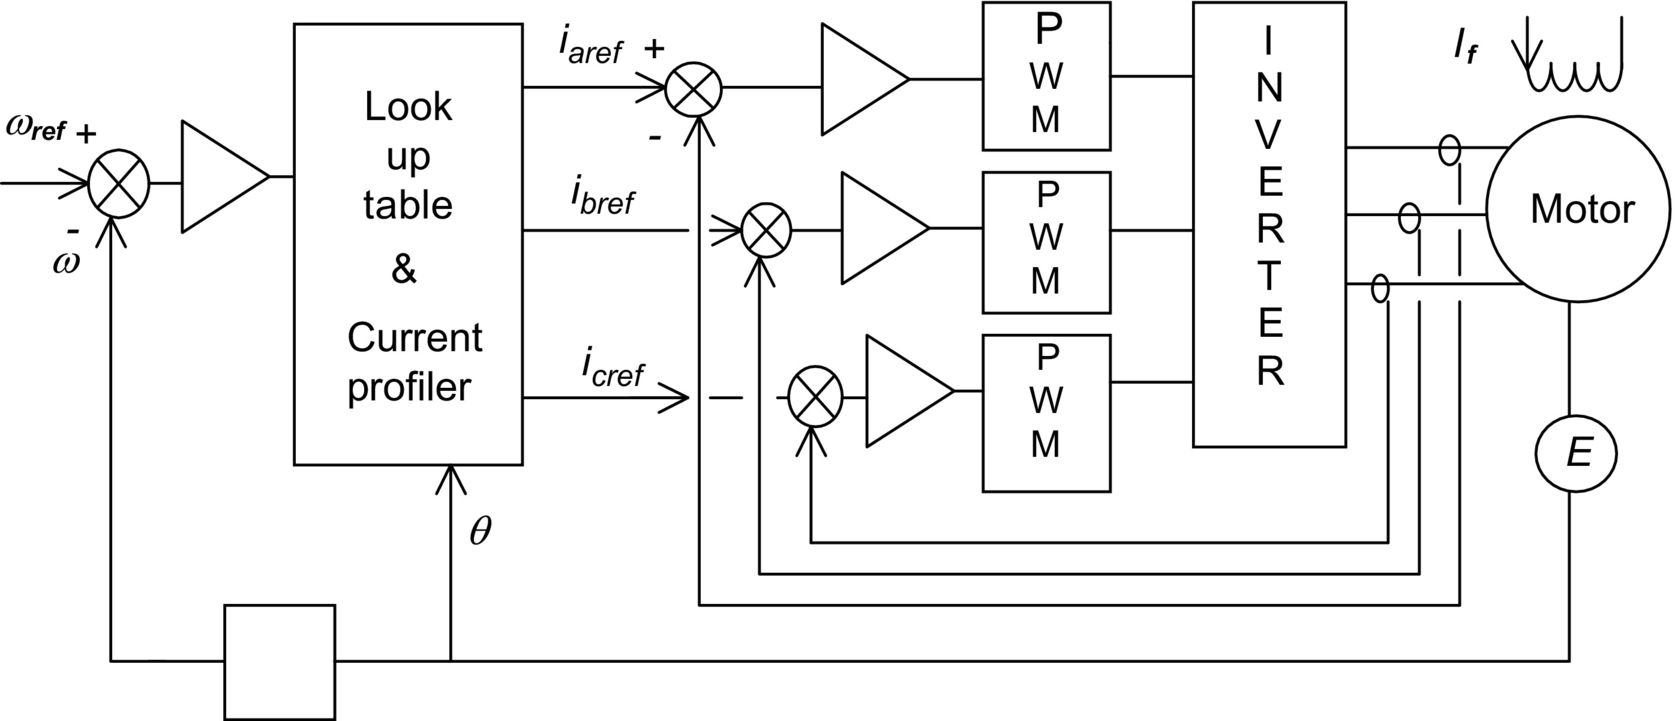 ωref +
-
ω
Look
up
table
&
Current
profiler
θ
iaref +
-
ibref
icref
P
W
M
P
W
M
P
W
M
I
N
V
E
R
T
E
R
If
Motor
E